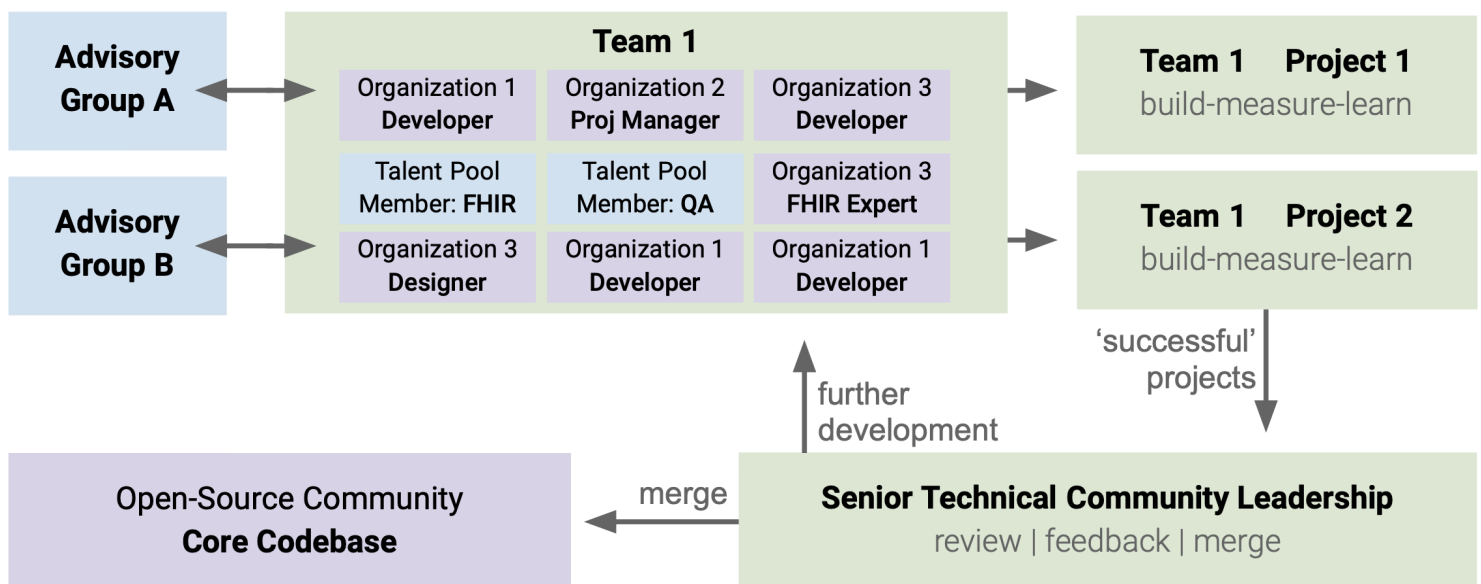 Advisory
Group A
Team 1
Organization 1
Developer
Organization 2
Proj Manager
Organization 3
Developer
Talent Pool
Member: FHIR
Talent Pool
Member: QA
Organization 3
FHIR Expert
Organization 3
Designer
Organization 1
Developer
Organization 1
Developer
Team 1 Project 1
build-measure-learn
Advisory
Group B
Team 1 Project 2
build-measure-learn
‘successful’
projects
further
development
Open-Source Community
Core Codebase
merge
Senior Technical Community Leadership
review | feedback | merge